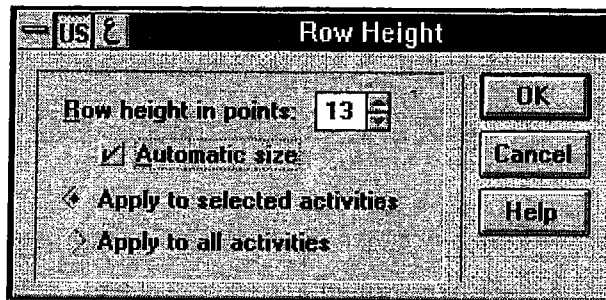 US ع Row Height
Row height in points: 13
OK
Automatic size
Cancel
Apply to selected activities
Help
Apply to all activities